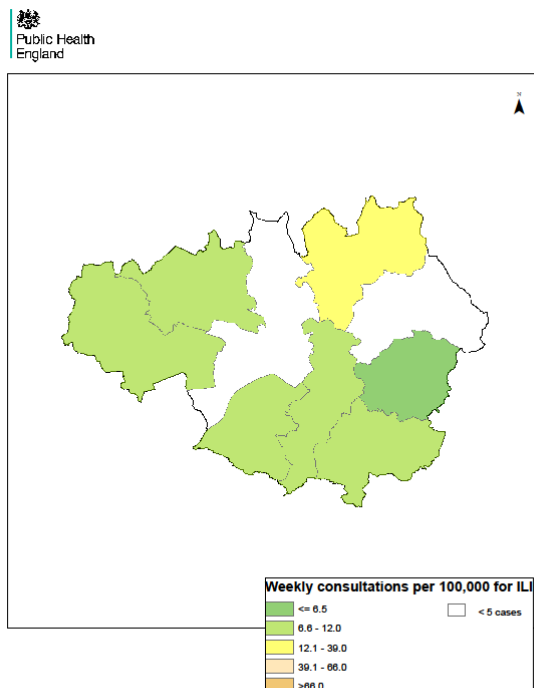 Public Health
England
Weekly consultations per 100,000 for ILI
<= 6.5
< 5 cases
6.6 - 12.0
12.1 - 39.0
39.1 - 66.0
>66.0